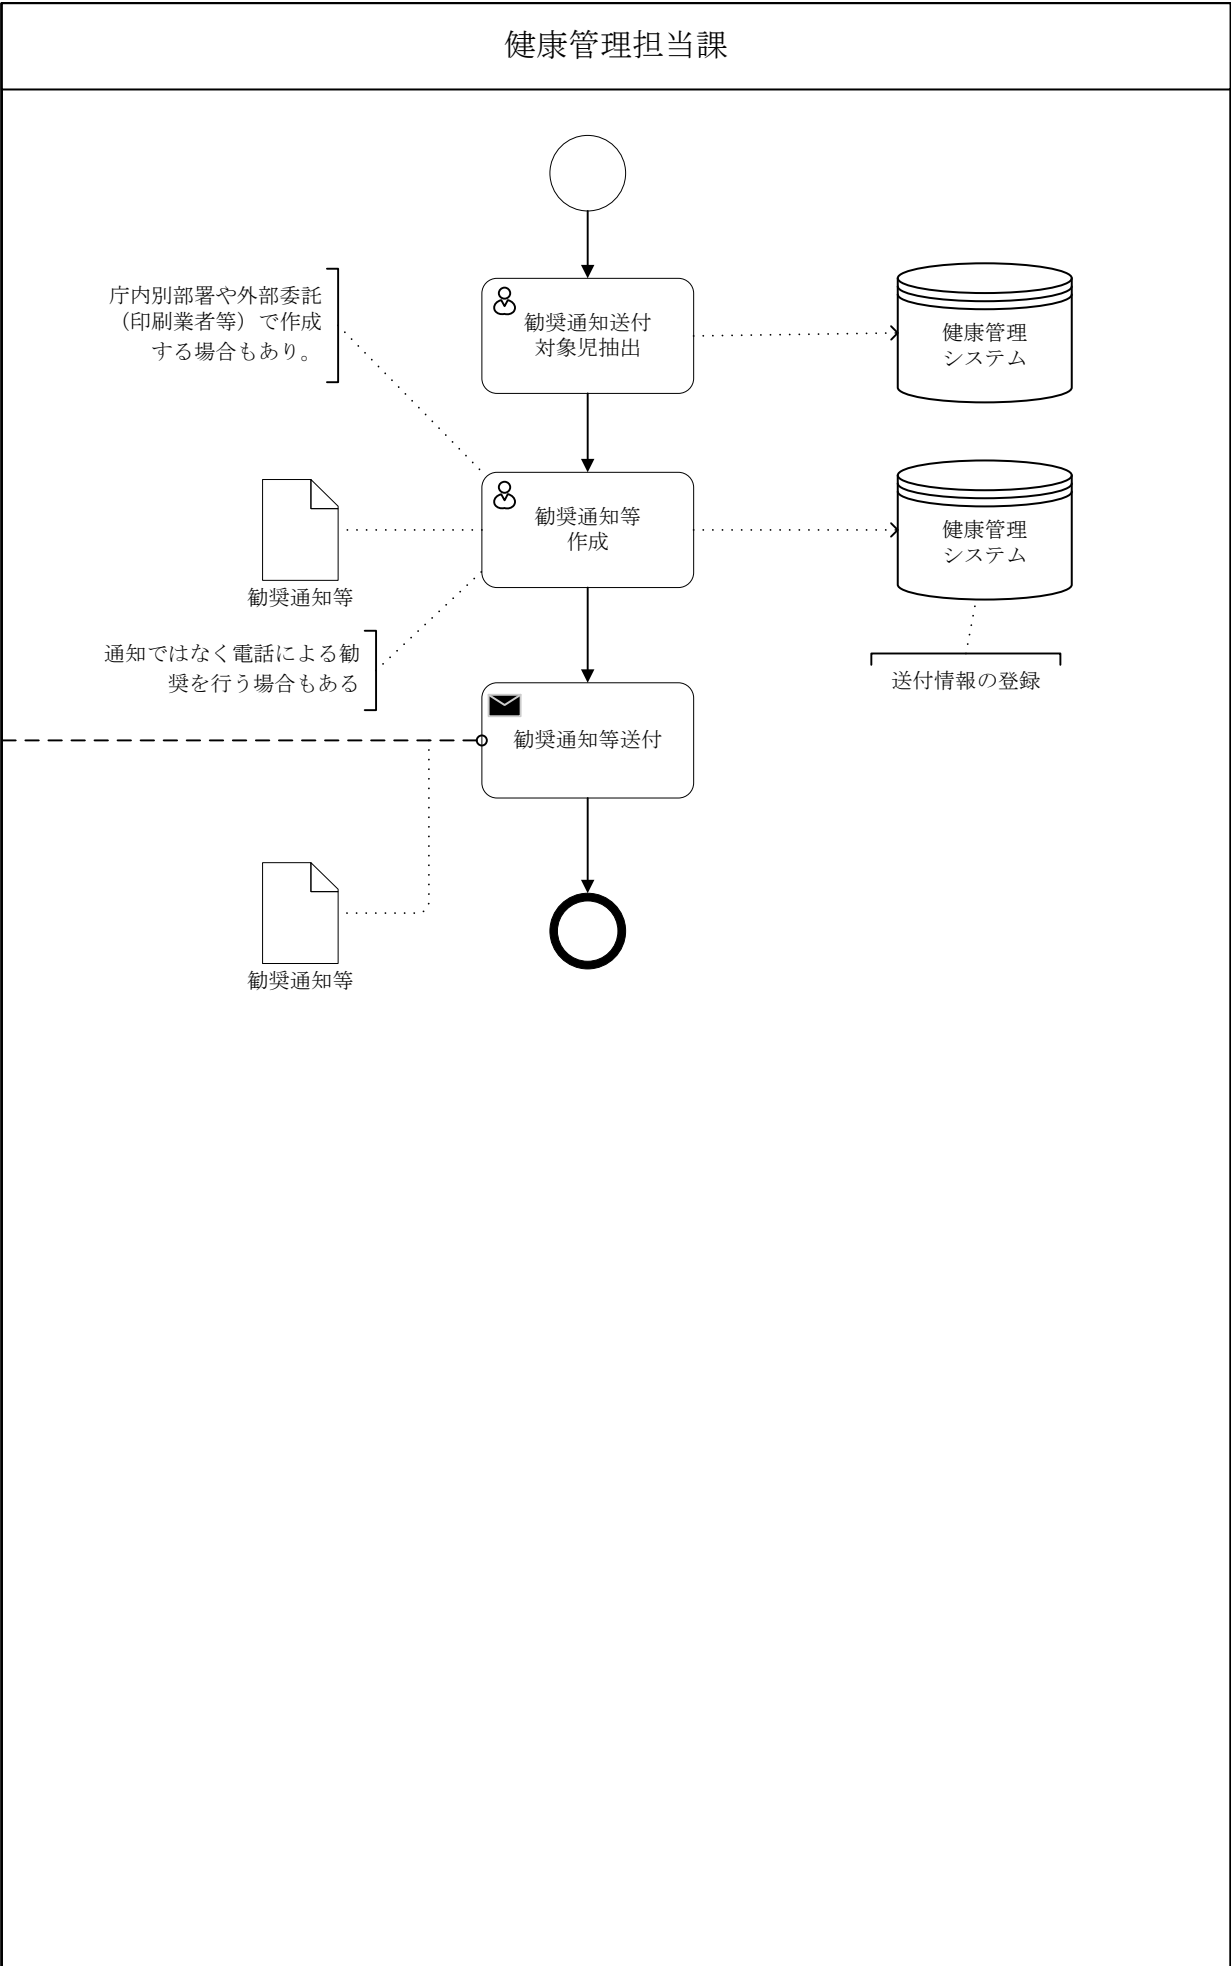 健康管理担当課
庁内別部署や外部委託
（印刷業者等）で作成
する場合もあり。
勧奨通知送付
対象児抽出
健康管理
システム
勧奨通知等
作成
健康管理
システム
勧奨通知等
通知ではなく電話による勧
奨を行う場合もある
送付情報の登録
勧奨通知等送付
勧奨通知等